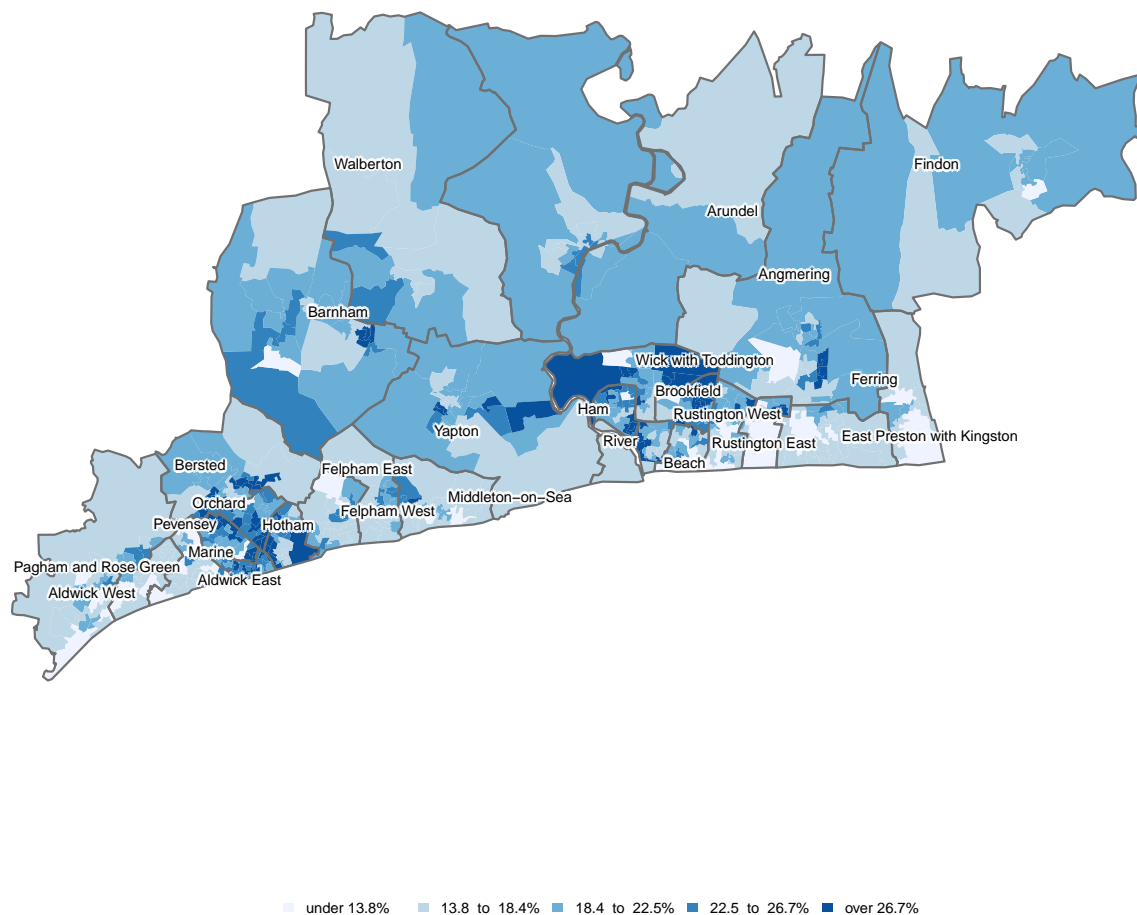 Walberton
Findon
Arundel
Angmering
Barnham
Wick with Toddington
Ferring
Brookfield
Ham
Rustington West
Yapton
East Preston with Kingston
River
Rustington East
Beach
Bersted
Felpham East
Middleton−on−Sea
Orchard
Felpham West
Pevensey
Hotham
Marine
Pagham and Rose Green
Aldwick East
Aldwick West
under 13.8% 13.8 to 18.4% 18.4 to 22.5% 22.5 to 26.7% over 26.7%